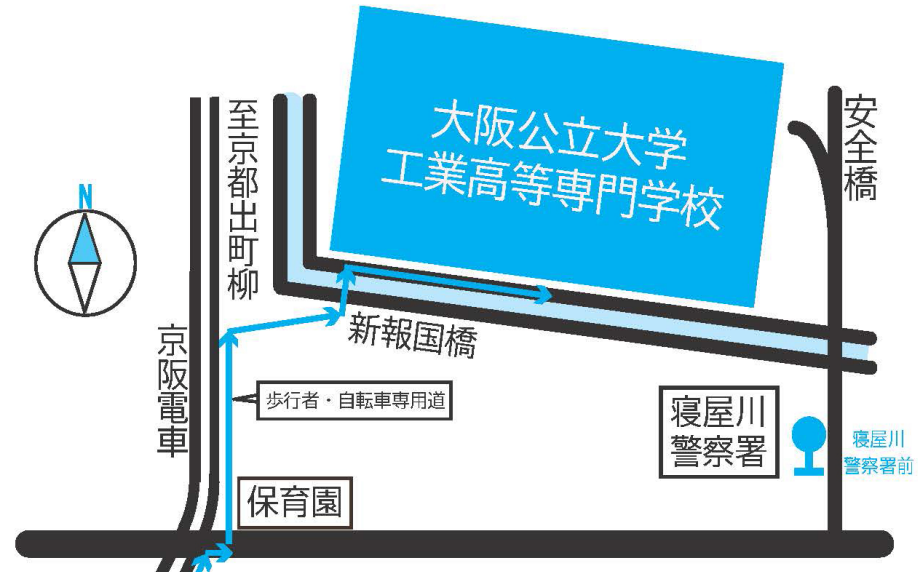 大阪公立大学
工業高等専門学校
安全橋
至京都出町柳
N
新報国橋
京阪電車
歩行者・自転車専用道
寝屋川
警察署
寝屋川
警察署前
保育園